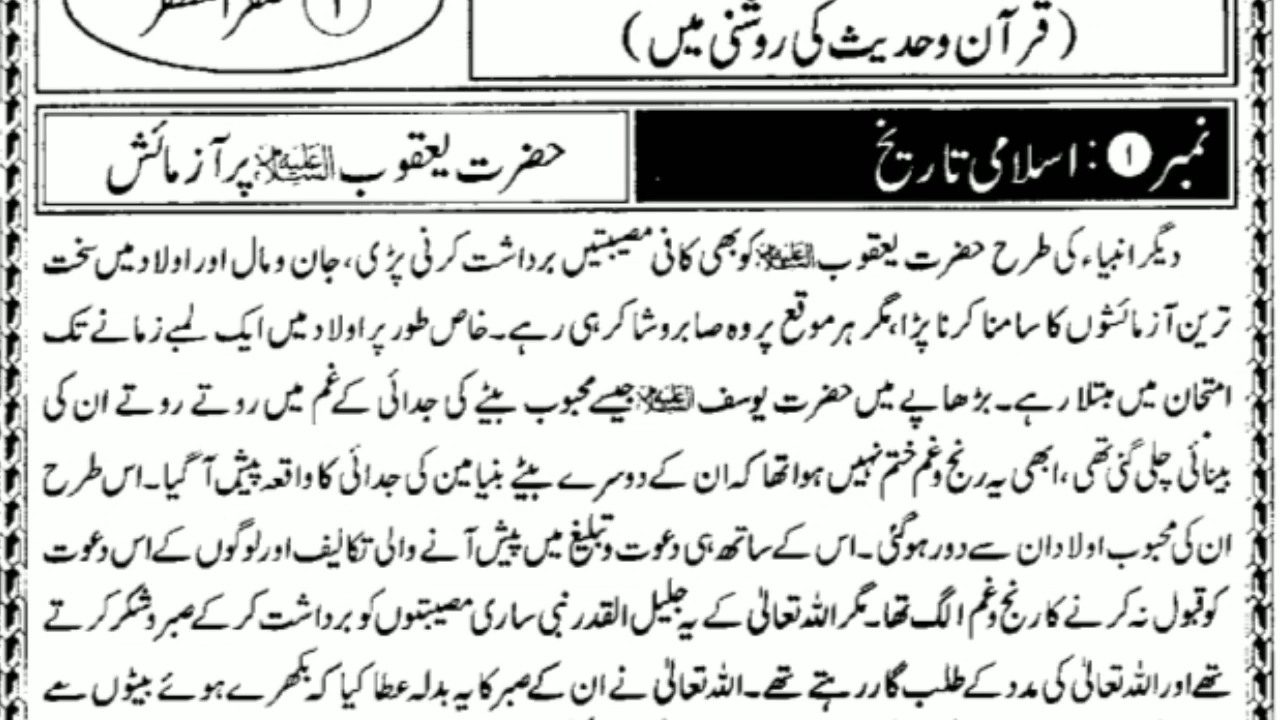 (قرآن وحدیث کی روشنی میں)
۱
نمبر ۱: اسلامی تاریخ
حضرت یعقوب علیہ السلام پر آزمائش
دیگر انبیاء کی طرح حضرت یعقوب علیہ السلام کو بھی کافی مصیبتیں برداشت کرنی پڑی، جان ومال اور اولاد میں سخت
ترین آزمائشوں کا سامنا کرنا پڑا، مگر ہر موقع پر وہ صابر وشاکر ہی رہے۔ خاص طور پر اولاد میں ایک لمبے زمانے تک
امتحان میں مبتلا رہے۔ بڑھاپے میں حضرت یوسف علیہ السلام جیسے محبوب بیٹے کی جدائی کے غم میں روتے روتے ان کی
بینائی چلی گئی تھی، ابھی یہ رنج وغم ختم نہیں ہوا تھا کہ ان کے دوسرے بیٹے بنیامین کی جدائی کا واقعہ پیش آ گیا۔ اس طرح
ان کی محبوب اولاد ان سے دور ہوگئی۔ اس کے ساتھ ہی دعوت وتبلیغ میں پیش آنے والی تکالیف اور لوگوں کے اس دعوت
کو قبول نہ کرنے کا رنج وغم الگ تھا۔ مگر اللہ تعالیٰ کے یہ جلیل القدر نبی ساری مصیبتوں کو برداشت کر کے صبر وشکر کرتے
تھے اور اللہ تعالیٰ کی مدد کے طلب گار رہتے تھے۔ اللہ تعالیٰ نے ان کے صبر کا یہ بدلہ عطا کیا کہ بکھرے ہوئے بیٹوں سے